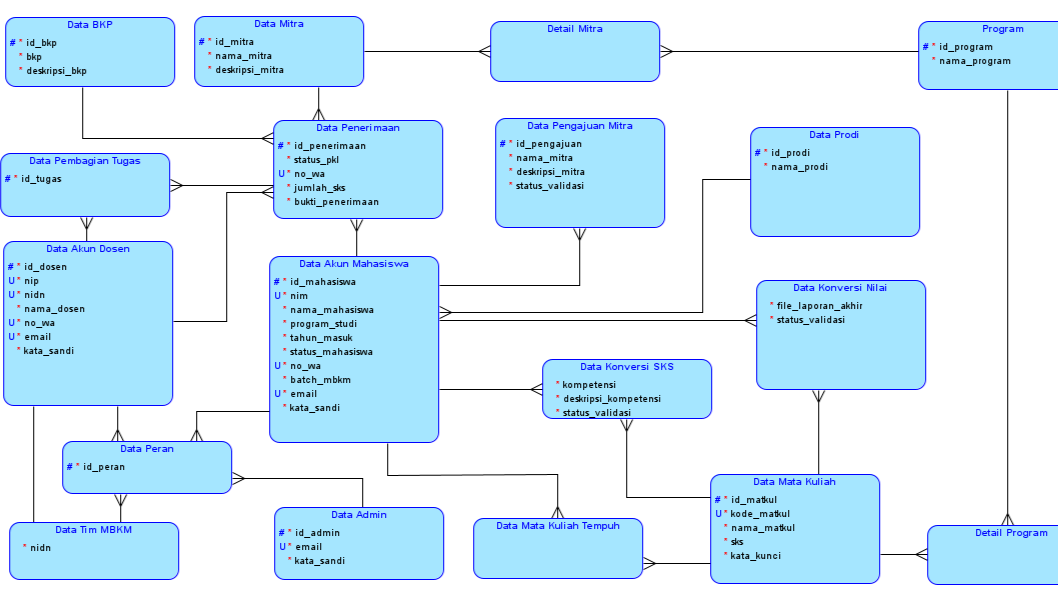 Data BKP
# * id_bkp
* bkp
* deskripsi_bkp
Data Mitra
# * id_mitra
* nama_mitra
* deskripsi_mitra
Detail Mitra
Program
# * id_program
* nama_program
Data Penerimaan
# * id_penerimaan
* status_pkl
U * no_wa
* jumlah_sks
* bukti_penerimaan
Data Pengajuan Mitra
# * id_pengajuan
* nama_mitra
* deskripsi_mitra
* status_validasi
Data Prodi
# * id_prodi
* nama_prodi
Data Pembagian Tugas
# * id_tugas
Data Akun Dosen
# * id_dosen
U * nip
U * nidn
* nama_dosen
U * no_wa
U * email
* kata_sandi
Data Akun Mahasiswa
# * id_mahasiswa
U * nim
* nama_mahasiswa
* program_studi
* tahun_masuk
* status_mahasiswa
U * no_wa
* batch_mbkm
U * email
* kata_sandi
Data Konversi Nilai
* file_laporan_akhir
* status_validasi
Data Konversi SKS
* kompetensi
* deskripsi_kompetensi
* status_validasi
Data Peran
# * id_peran
Data Mata Kuliah
# * id_matkul
U * kode_matkul
* nama_matkul
* sks
* kata_kunci
Data Tim MBKM
* nidn
Data Admin
# * id_admin
U * email
* kata_sandi
Data Mata Kuliah Tempuh
Detail Program